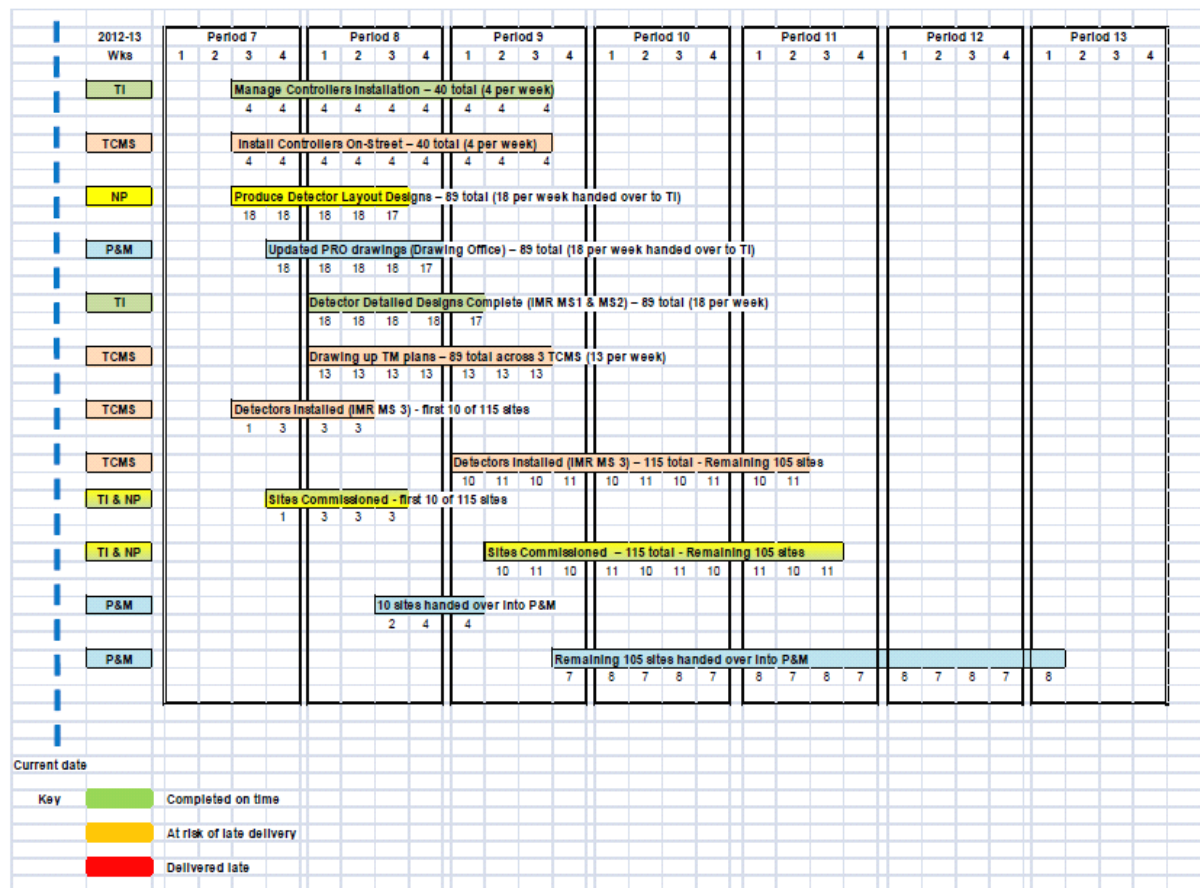 2012-13 Period 7 Period 8 Period 9 Period 10 Period 11 Period 12 Period 13
Wks 1 2 3 4 1 2 3 4 1 2 3 4 1 2 3 4 1 2 3 4 1 2 3 4 1 2 3 4
TI Manage Controllers Installation – 40 total (4 per week)
4 4 4 4 4 4 4 4 4
TCMS Install Controllers On-Street – 40 total (4 per week)
4 4 4 4 4 4 4 4 4
NP Produce Detector Layout Designs – 89 total (18 per week handed over to TI)
18 18 18 18 17
P&M Updated PRO drawings (Drawing Office) – 89 total (18 per week handed over to TI)
18 18 18 18 17
TI Detector Detailed Designs Complete (IMR MS1 & MS2) – 89 total (18 per week)
18 18 18 18 17
TCMS Drawing up TM plans – 89 total across 3 TCMS (13 per week)
13 13 13 13 13 13 13
TCMS Detectors Installed (IMR MS 3) - first 10 of 115 sites
1 3 3 3
TCMS Detectors Installed (IMR MS 3) – 115 total - Remaining 105 sites
10 11 10 11 10 11 10 11 10 11
TI & NP Sites Commissioned - first 10 of 115 sites
1 3 3 3
TI & NP Sites Commissioned – 115 total - Remaining 105 sites
10 11 10 11 10 11 10 11 10 11
P&M 10 sites handed over into P&M
2 4 4
P&M Remaining 105 sites handed over into P&M
7 8 7 8 7 8 7 8 7 8 7 8 7 8
Current date
Key Completed on time
At risk of late delivery
Delivered late